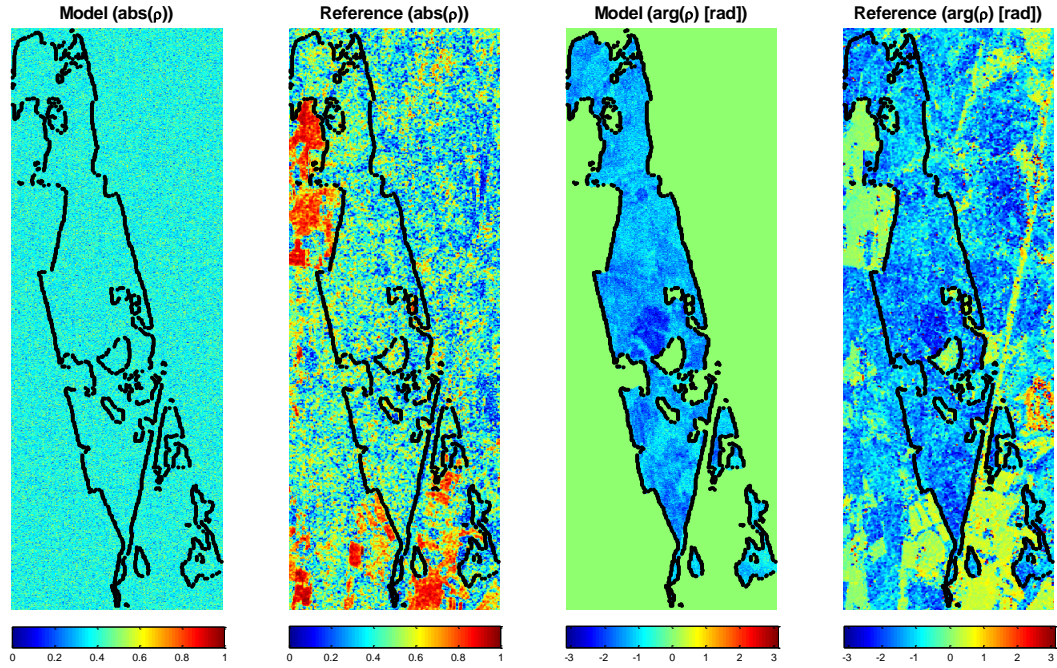 Model (abs(ρ)) Reference (abs(ρ)) Model (arg(ρ) [rad]) Reference (arg(ρ) [rad])
0 0.2 0.4 0.6 0.8 1 0 0.2 0.4 0.6 0.8 1 -3 -2 -1 0 1 2 3 -3 -2 -1 0 1 2 3